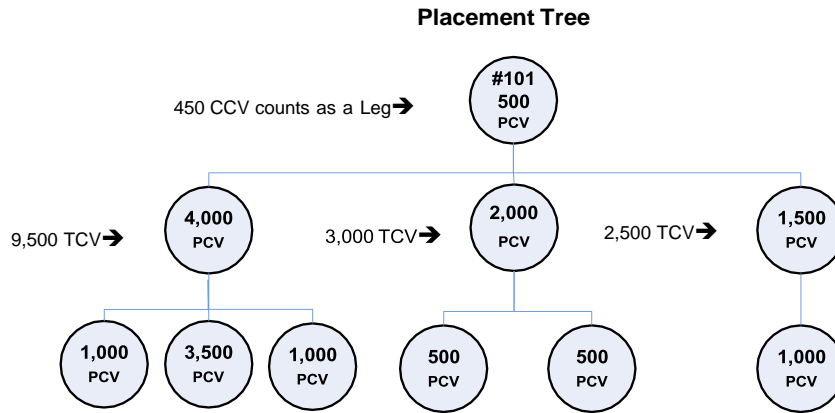 Placement Tree
#101
500
PCV
450 CCV counts as a Leg➔
4,000
PCV
9,500 TCV➔
2,000
PCV
3,000 TCV➔
1,500
PCV
2,500 TCV➔
1,000
PCV
3,500
PCV
1,000
PCV
500
PCV
500
PCV
1,000
PCV